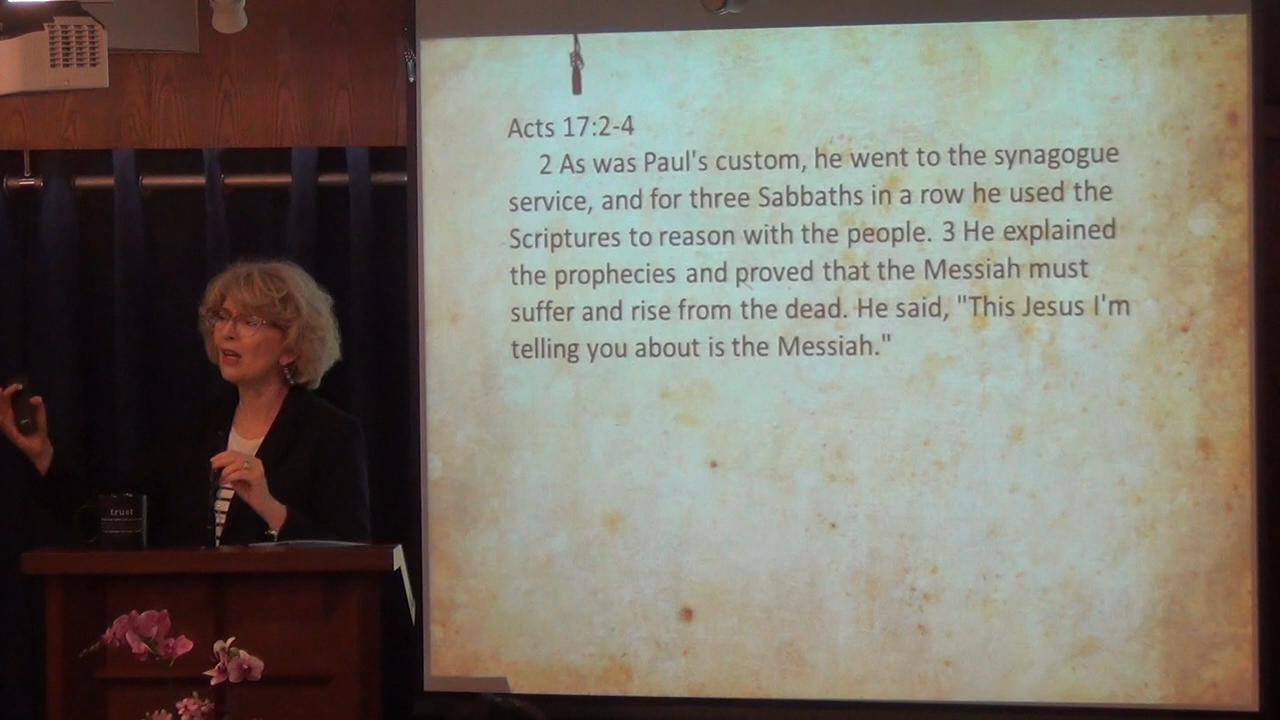 Acts 17:2-4
2 As was Paul's custom, he went to the synagogue
service, and for three Sabbaths in a row he used the
Scriptures to reason with the people. 3 He explained
the prophecies and proved that the Messiah must
suffer and rise from the dead. He said, "This Jesus I'm
telling you about is the Messiah."
trust